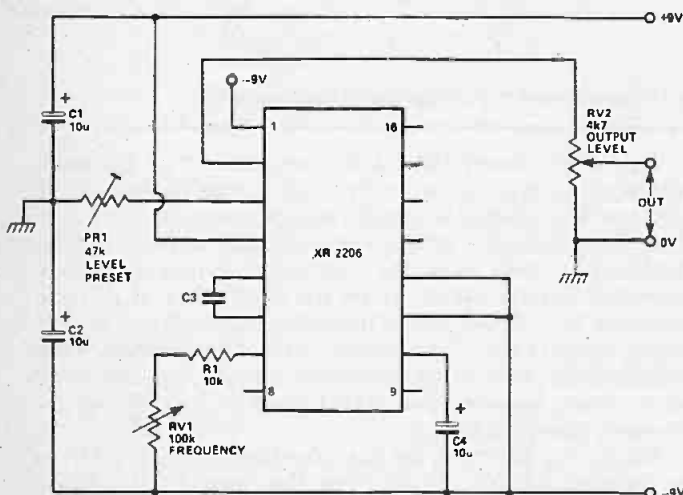 +9V
-9V
C1
10u
1
16
RV2
4k7
OUTPUT
LEVEL
OUT
PR1
47k
LEVEL
PRESET
XR 2206
0V
C3
C2
10u
R1
10k
8
9
RV1
100k
FREQUENCY
C4
10u
-9V